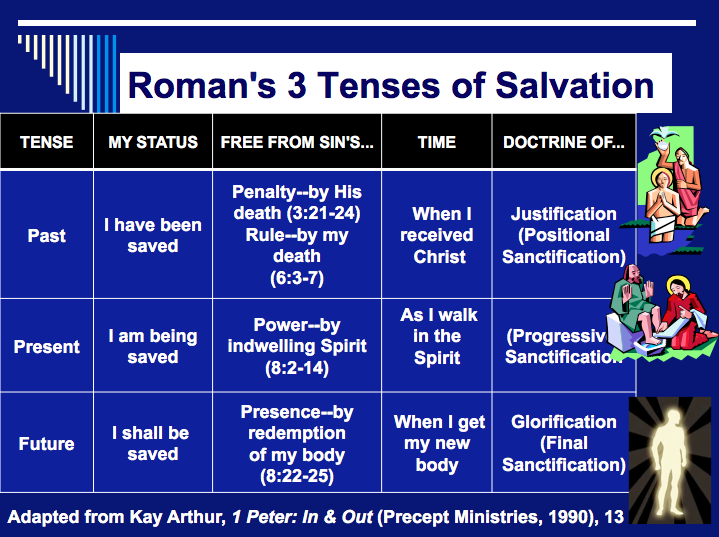 Roman's 3 Tenses of Salvation
TENSE
MY STATUS
FREE FROM SIN'S...
TIME
DOCTRINE OF...
Past
I have been
saved
Penalty--by His
death (3:21-24)
Rule--by my
death
(6:3-7)
When I
received
Christ
Justification
(Positional
Sanctification)
Present
I am being
saved
Power--by
indwelling Spirit
(8:2-14)
As I walk
in the
Spirit
(Progressiv
Sanctification
Future
I shall be
saved
Presence--by
redemption
of my body
(8:22-25)
When I get
my new
body
Glorification
(Final
Sanctification)
Adapted from Kay Arthur, 1 Peter: In & Out (Precept Ministries, 1990), 13